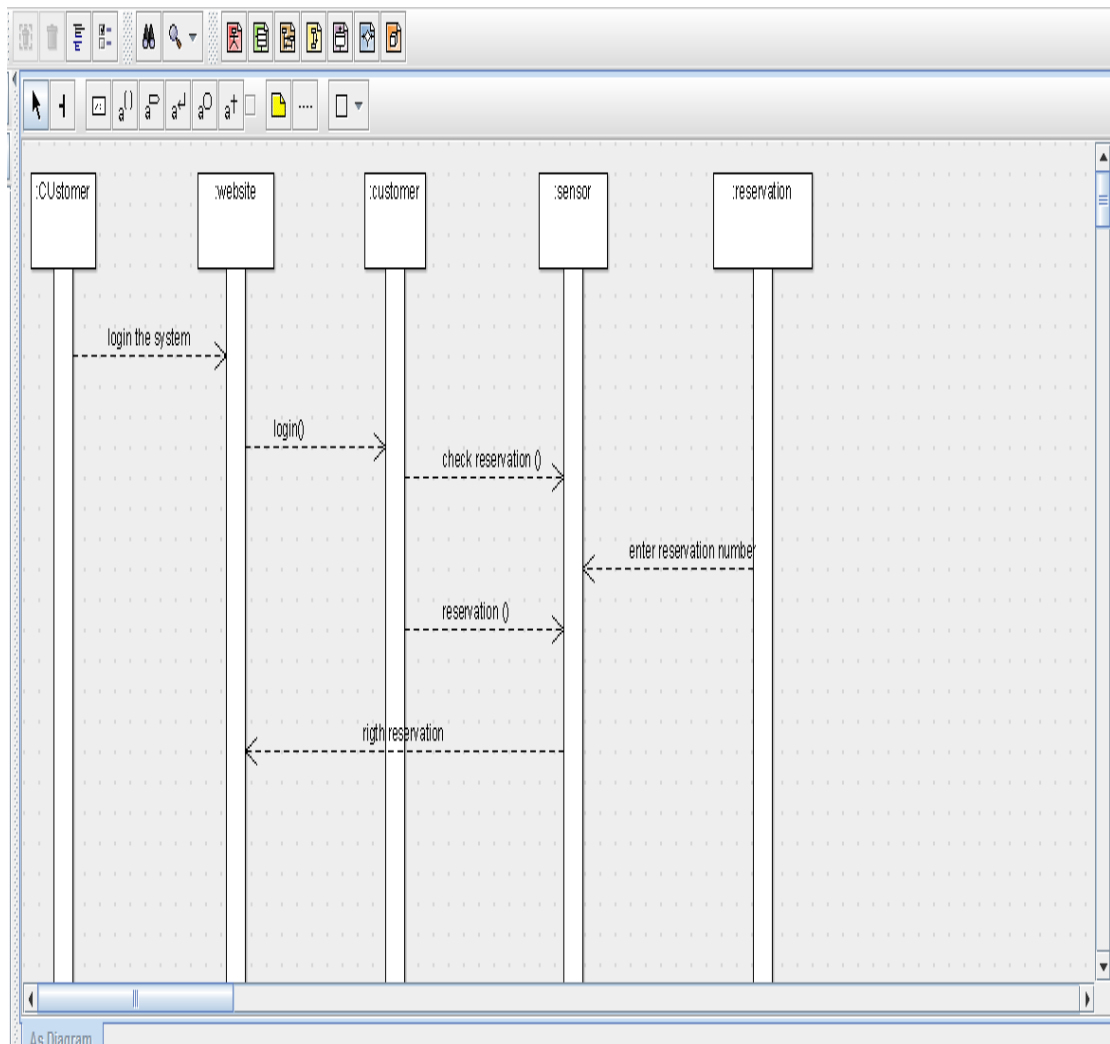 a()
a
a
a
a
:CUstomer
:website
:customer
:sensor
:reservation
login the system
login()
check reservation ()
enter reservation number
reservation ()
rigth reservation
As Diagram